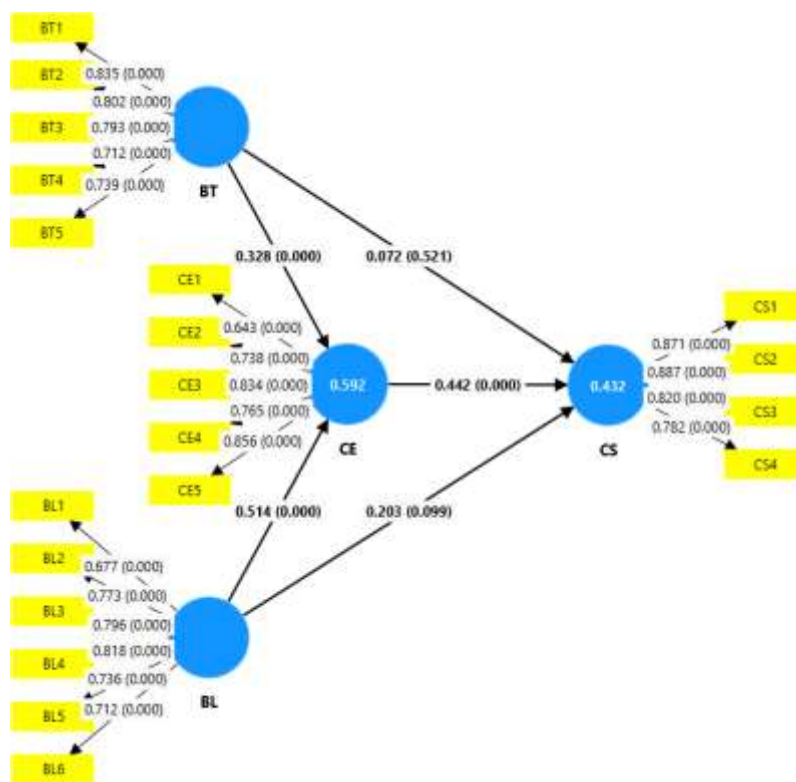 BT1
0.835 (0.000)
BT2
0.802 (0.000)
BT3
0.793 (0.000)
0.712 (0.000)
BT4
0.739 (0.000)
BT
BT5
0.328 (0.000)
0.072 (0.521)
CE1
0.643 (0.000)
CE2
0.738 (0.000)
CE3
0.834 (0.000)
0.765 (0.000)
CE4
0.856 (0.000)
CE5
0.592
CE
0.442 (0.000)
0.432
CS
CS1
0.871 (0.000)
CS2
0.887 (0.000)
0.820 (0.000)
CS3
0.782 (0.000)
CS4
0.514 (0.000)
0.203 (0.099)
BL1
BL2
0.677 (0.000)
0.773 (0.000)
BL3
0.796 (0.000)
0.818 (0.000)
BL4
0.736 (0.000)
BL5
0.712 (0.000)
BL
BL6